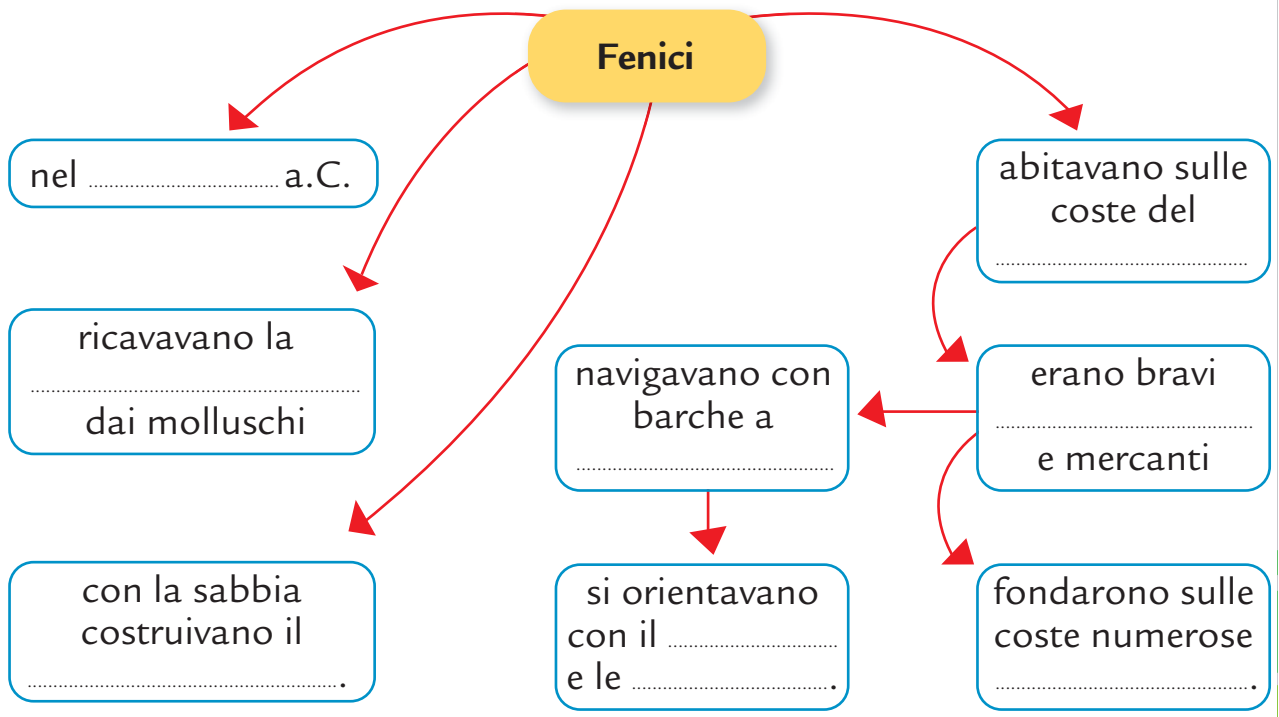 Fenici
nel .................... a.C.
abitavano sulle
coste del
..............................
ricavavano la
..............................
dai molluschi
navigavano con
barche a
..............................
erano bravi
..............................
e mercanti
con la sabbia
costruivano il
.............................. .
si orientavano
con il ....................
e le .................... .
fondarono sulle
coste numerose
.............................. .